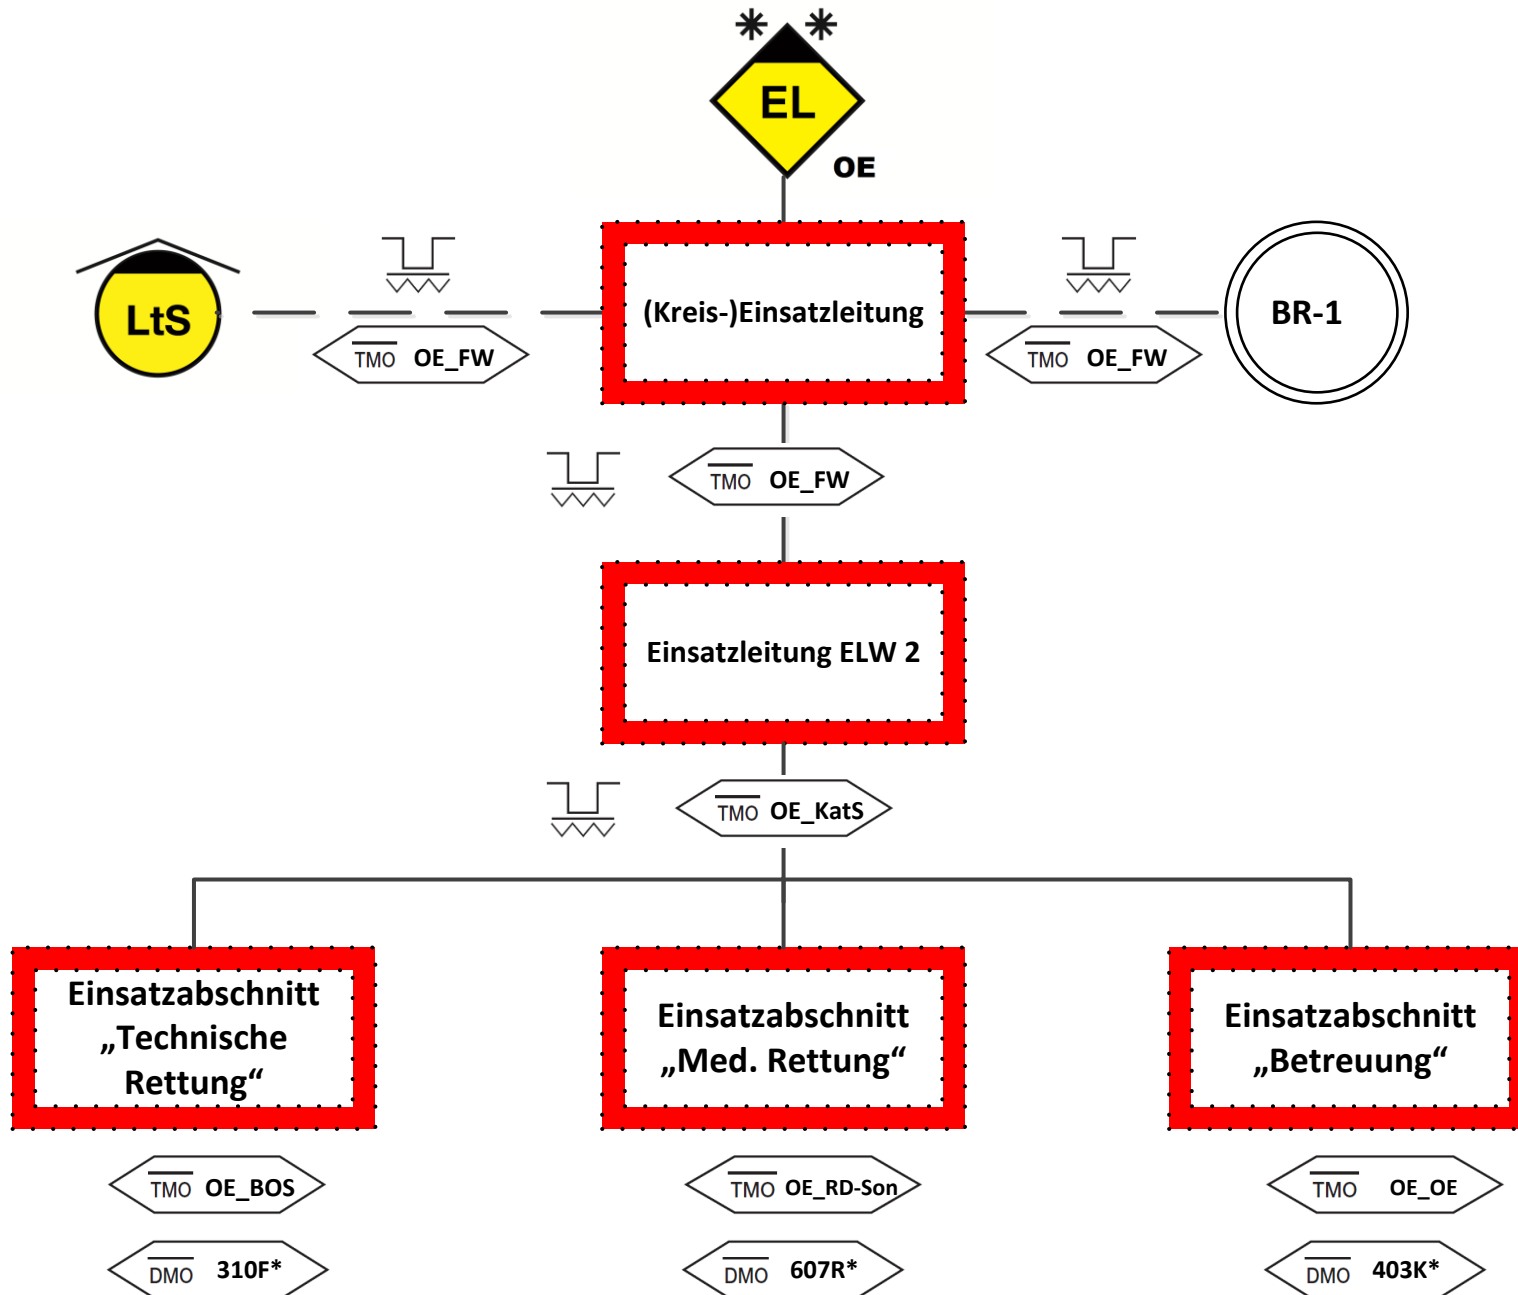 EL
OE
LtS
TMO OE_FW
(Kreis-)Einsatzleitung
TMO OE_FW
BR-1
TMO OE_FW
Einsatzleitung ELW 2
TMO OE_KatS
Einsatzabschnitt
„Technische
Rettung“
Einsatzabschnitt
„Med. Rettung“
Einsatzabschnitt
„Betreuung“
TMO OE_BOS
TMO OE_RD-Son
TMO OE_OE
DMO 310F*
DMO 607R*
DMO 403K*